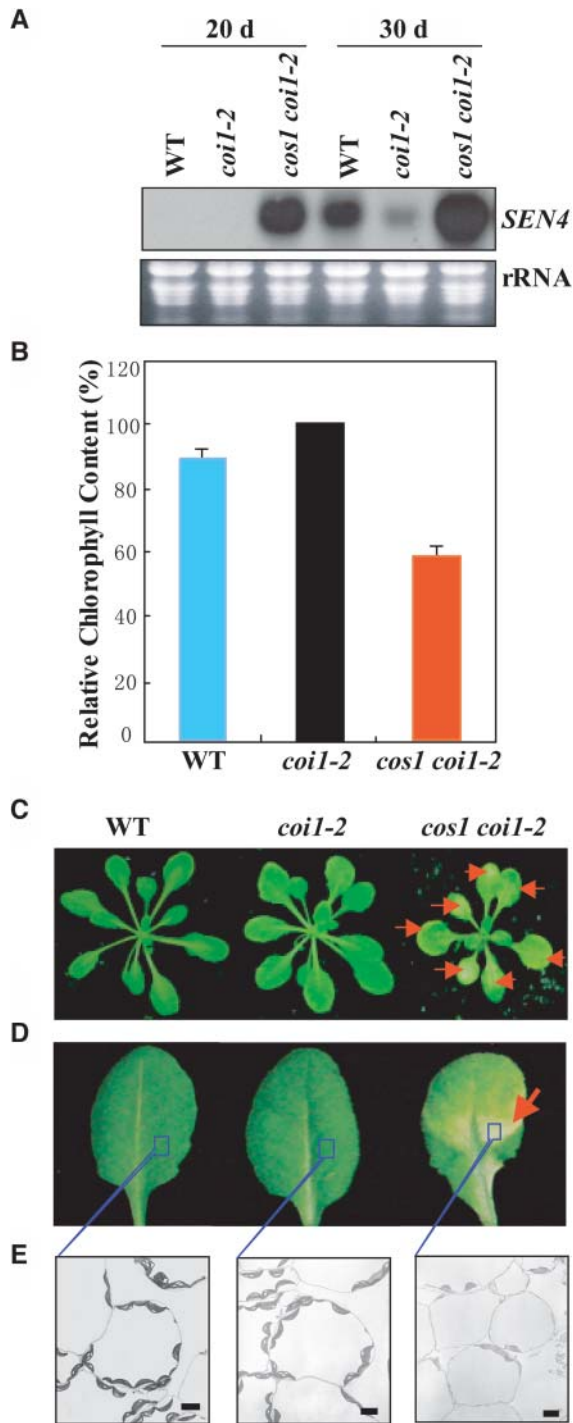 A
20 d 30 d
WT coi1-2 cos1 coi1-2 WT coi1-2 cos1 coi1-2
SEN4
rRNA
B
Relative Chlorophyll Content (%)
120
100
80
60
40
20
0
WT coi1-2 cos1 coi1-2
C
WT coi1-2 cos1 coi1-2
D
E